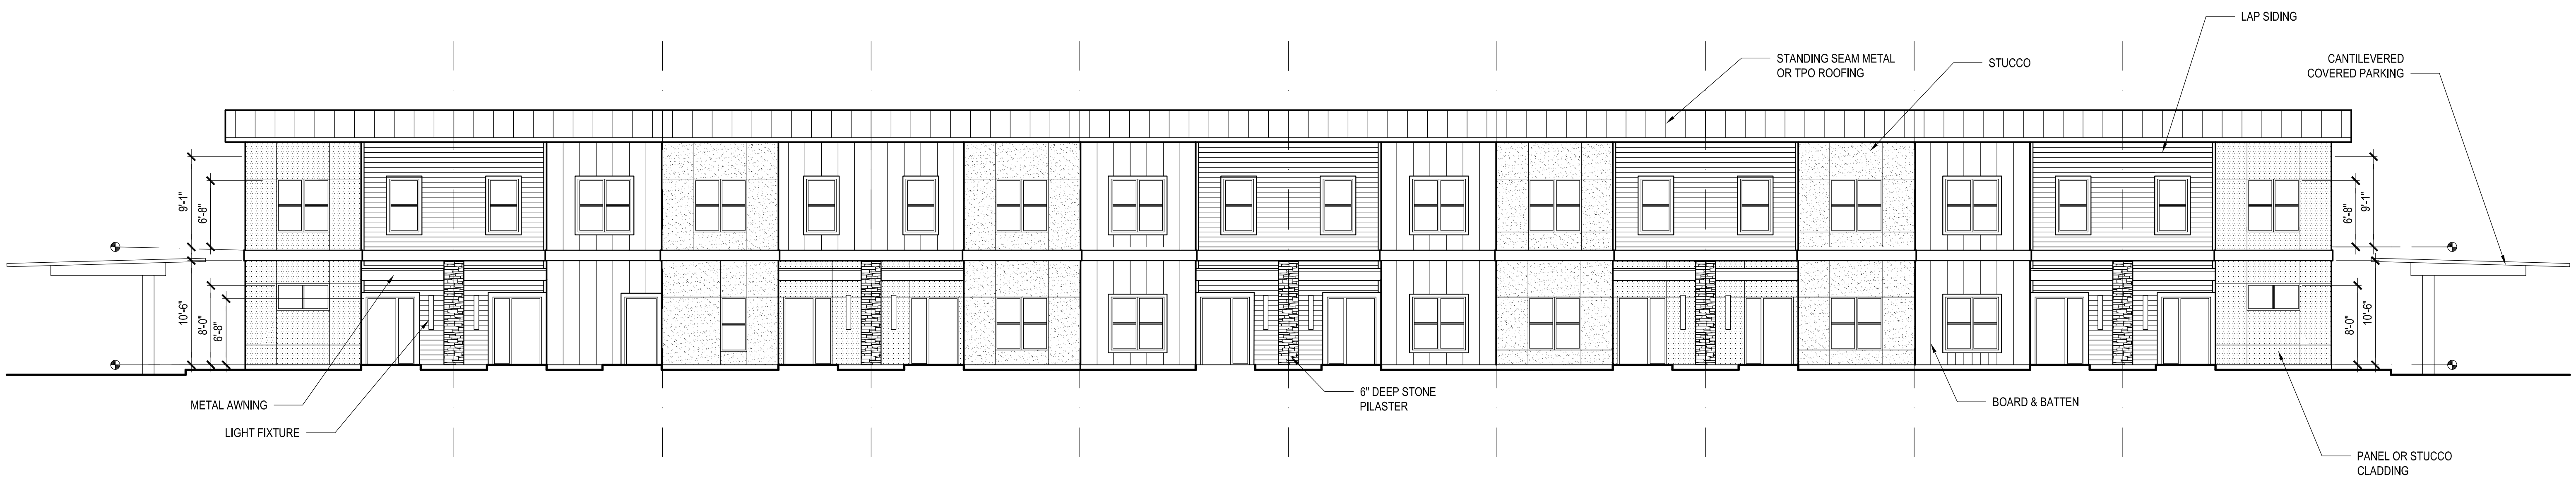 LAP SIDING
STANDING SEAM METAL
OR TPO ROOFING
STUCCO
CANTILEVERED
COVERED PARKING
9'-1"
6'-8"
10'-6"
8'-0"
6'-8"
6'-8"
9'-1"
8'-0"
10'-6"
METAL AWNING
LIGHT FIXTURE
6" DEEP STONE
PILASTER
BOARD & BATTEN
PANEL OR STUCCO
CLADDING